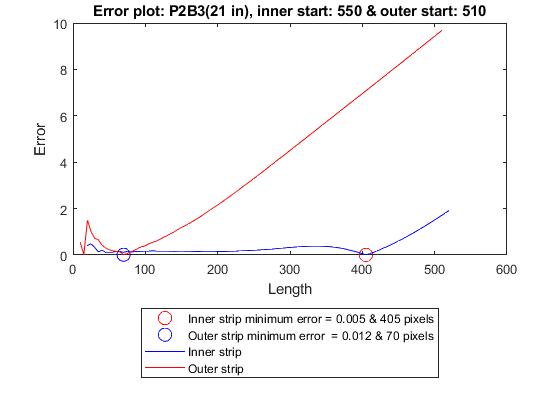 Error plot: P2B3(21 in), inner start: 550 & outer start: 510
10
8
6
4
2
0
Error
0 100 200 300 400 500 600
Length
Inner strip minimum error = 0.005 & 405 pixels
Outer strip minimum error  = 0.012 & 70 pixels
Inner strip
Outer strip